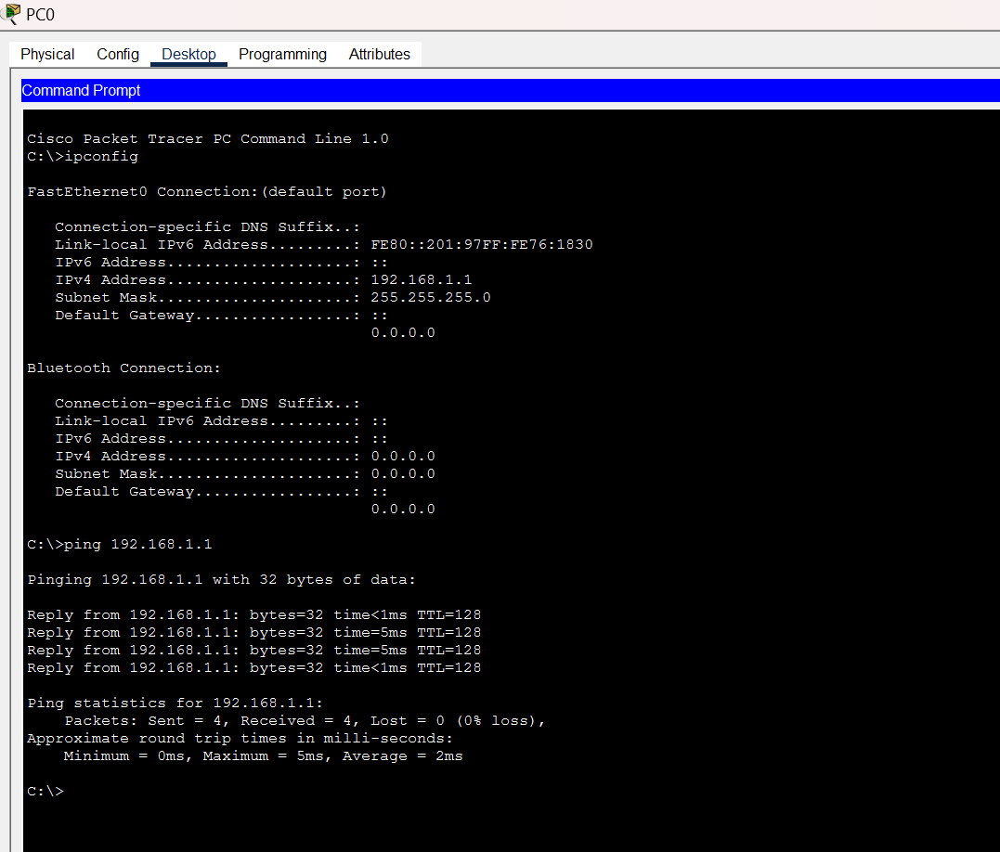 PC0
Physical Config Desktop Programming Attributes
Command Prompt
Cisco Packet Tracer PC Command Line 1.0
C:\>ipconfig
FastEthernet0 Connection:(default port)
Connection-specific DNS Suffix..:
Link-local IPv6 Address.........: FE80::201:97FF:FE76:1830
IPv6 Address....................: ::
IPv4 Address....................: 192.168.1.1
Subnet Mask.....................: 255.255.255.0
Default Gateway.................: ::
0.0.0.0
Bluetooth Connection:
Connection-specific DNS Suffix..:
Link-local IPv6 Address.........: ::
IPv6 Address....................: ::
IPv4 Address....................: 0.0.0.0
Subnet Mask.....................: 0.0.0.0
Default Gateway.................: ::
0.0.0.0
C:\>ping 192.168.1.1
Pinging 192.168.1.1 with 32 bytes of data:
Reply from 192.168.1.1: bytes=32 time<1ms TTL=128
Reply from 192.168.1.1: bytes=32 time=5ms TTL=128
Reply from 192.168.1.1: bytes=32 time=5ms TTL=128
Reply from 192.168.1.1: bytes=32 time<1ms TTL=128
Ping statistics for 192.168.1.1:
Packets: Sent = 4, Received = 4, Lost = 0 (0% loss),
Approximate round trip times in milli-seconds:
Minimum = 0ms, Maximum = 5ms, Average = 2ms
C:\>